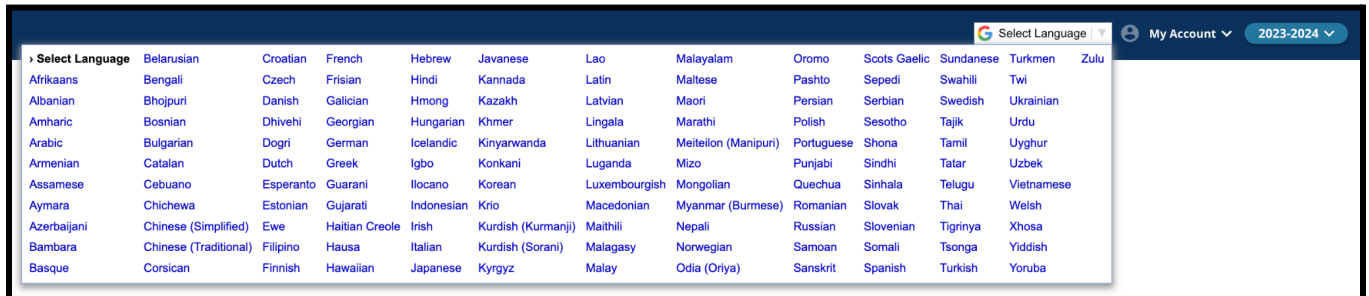 Select Language ▼ My Account 2023-2024
› Select Language Belarusian Croatian French Hebrew Javanese Lao Malayalam Oromo Scots Gaelic Sundanese Turkmen Zulu
Afrikaans Bengali Czech Frisian Hindi Kannada Latin Maltese Pashto Sepedi Swahili Twi
Albanian Bhojpuri Danish Galician Hmong Kazakh Latvian Maori Persian Serbian Swedish Ukrainian
Amharic Bosnian Dhivehi Georgian Hungarian Khmer Lingala Marathi Polish Sesotho Tajik Urdu
Arabic Bulgarian Dogri German Icelandic Kinyarwanda Lithuanian Meiteilon (Manipuri) Portuguese Shona Tamil Uyghur
Armenian Catalan Dutch Greek Igbo Konkani Luganda Mizo Punjabi Sindhi Tatar Uzbek
Assamese Cebuano Esperanto Guarani Ilocano Korean Luxembourgish Mongolian Quechua Sinhala Telugu Vietnamese
Aymara Chichewa Estonian Gujarati Indonesian Krio Macedonian Myanmar (Burmese) Romanian Slovak Thai Welsh
Azerbaijani Chinese (Simplified) Ewe Haitian Creole Irish Kurdish (Kurmanji) Maithili Nepali Russian Slovenian Tigrinya Xhosa
Bambara Chinese (Traditional) Filipino Hausa Italian Kurdish (Sorani) Malagasy Norwegian Samoan Somali Tsonga Yiddish
Basque Corsican Finnish Hawaiian Japanese Kyrgyz Malay Odia (Oriya) Sanskrit Spanish Turkish Yoruba